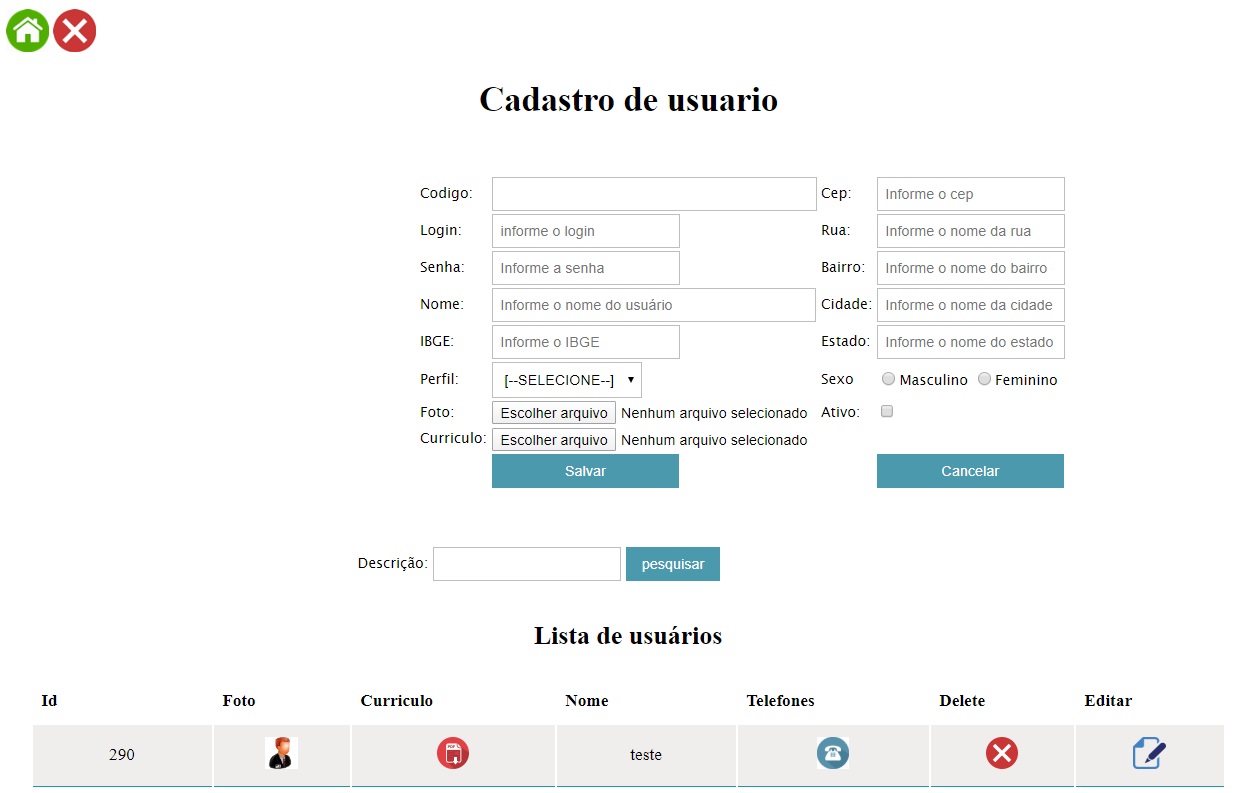 Cadastro de usuario
Codigo: Cep: Informe o cep
Login: informe o login Rua: Informe o nome da rua
Senha: Informe a senha Bairro: Informe o nome do bairro
Nome: Informe o nome do usuário Cidade: Informe o nome da cidade
IBGE: Informe o IBGE Estado: Informe o nome do estado
Perfil: [--SELECIONE--] Sexo Masculino Feminino
Foto: Escolher arquivo Nenhum arquivo selecionado Ativo:
Curriculo: Escolher arquivo Nenhum arquivo selecionado
Salvar Cancelar
Descrição: pesquisar
Lista de usuários
Id Foto Curriculo Nome Telefones Delete Editar
290 PDF teste